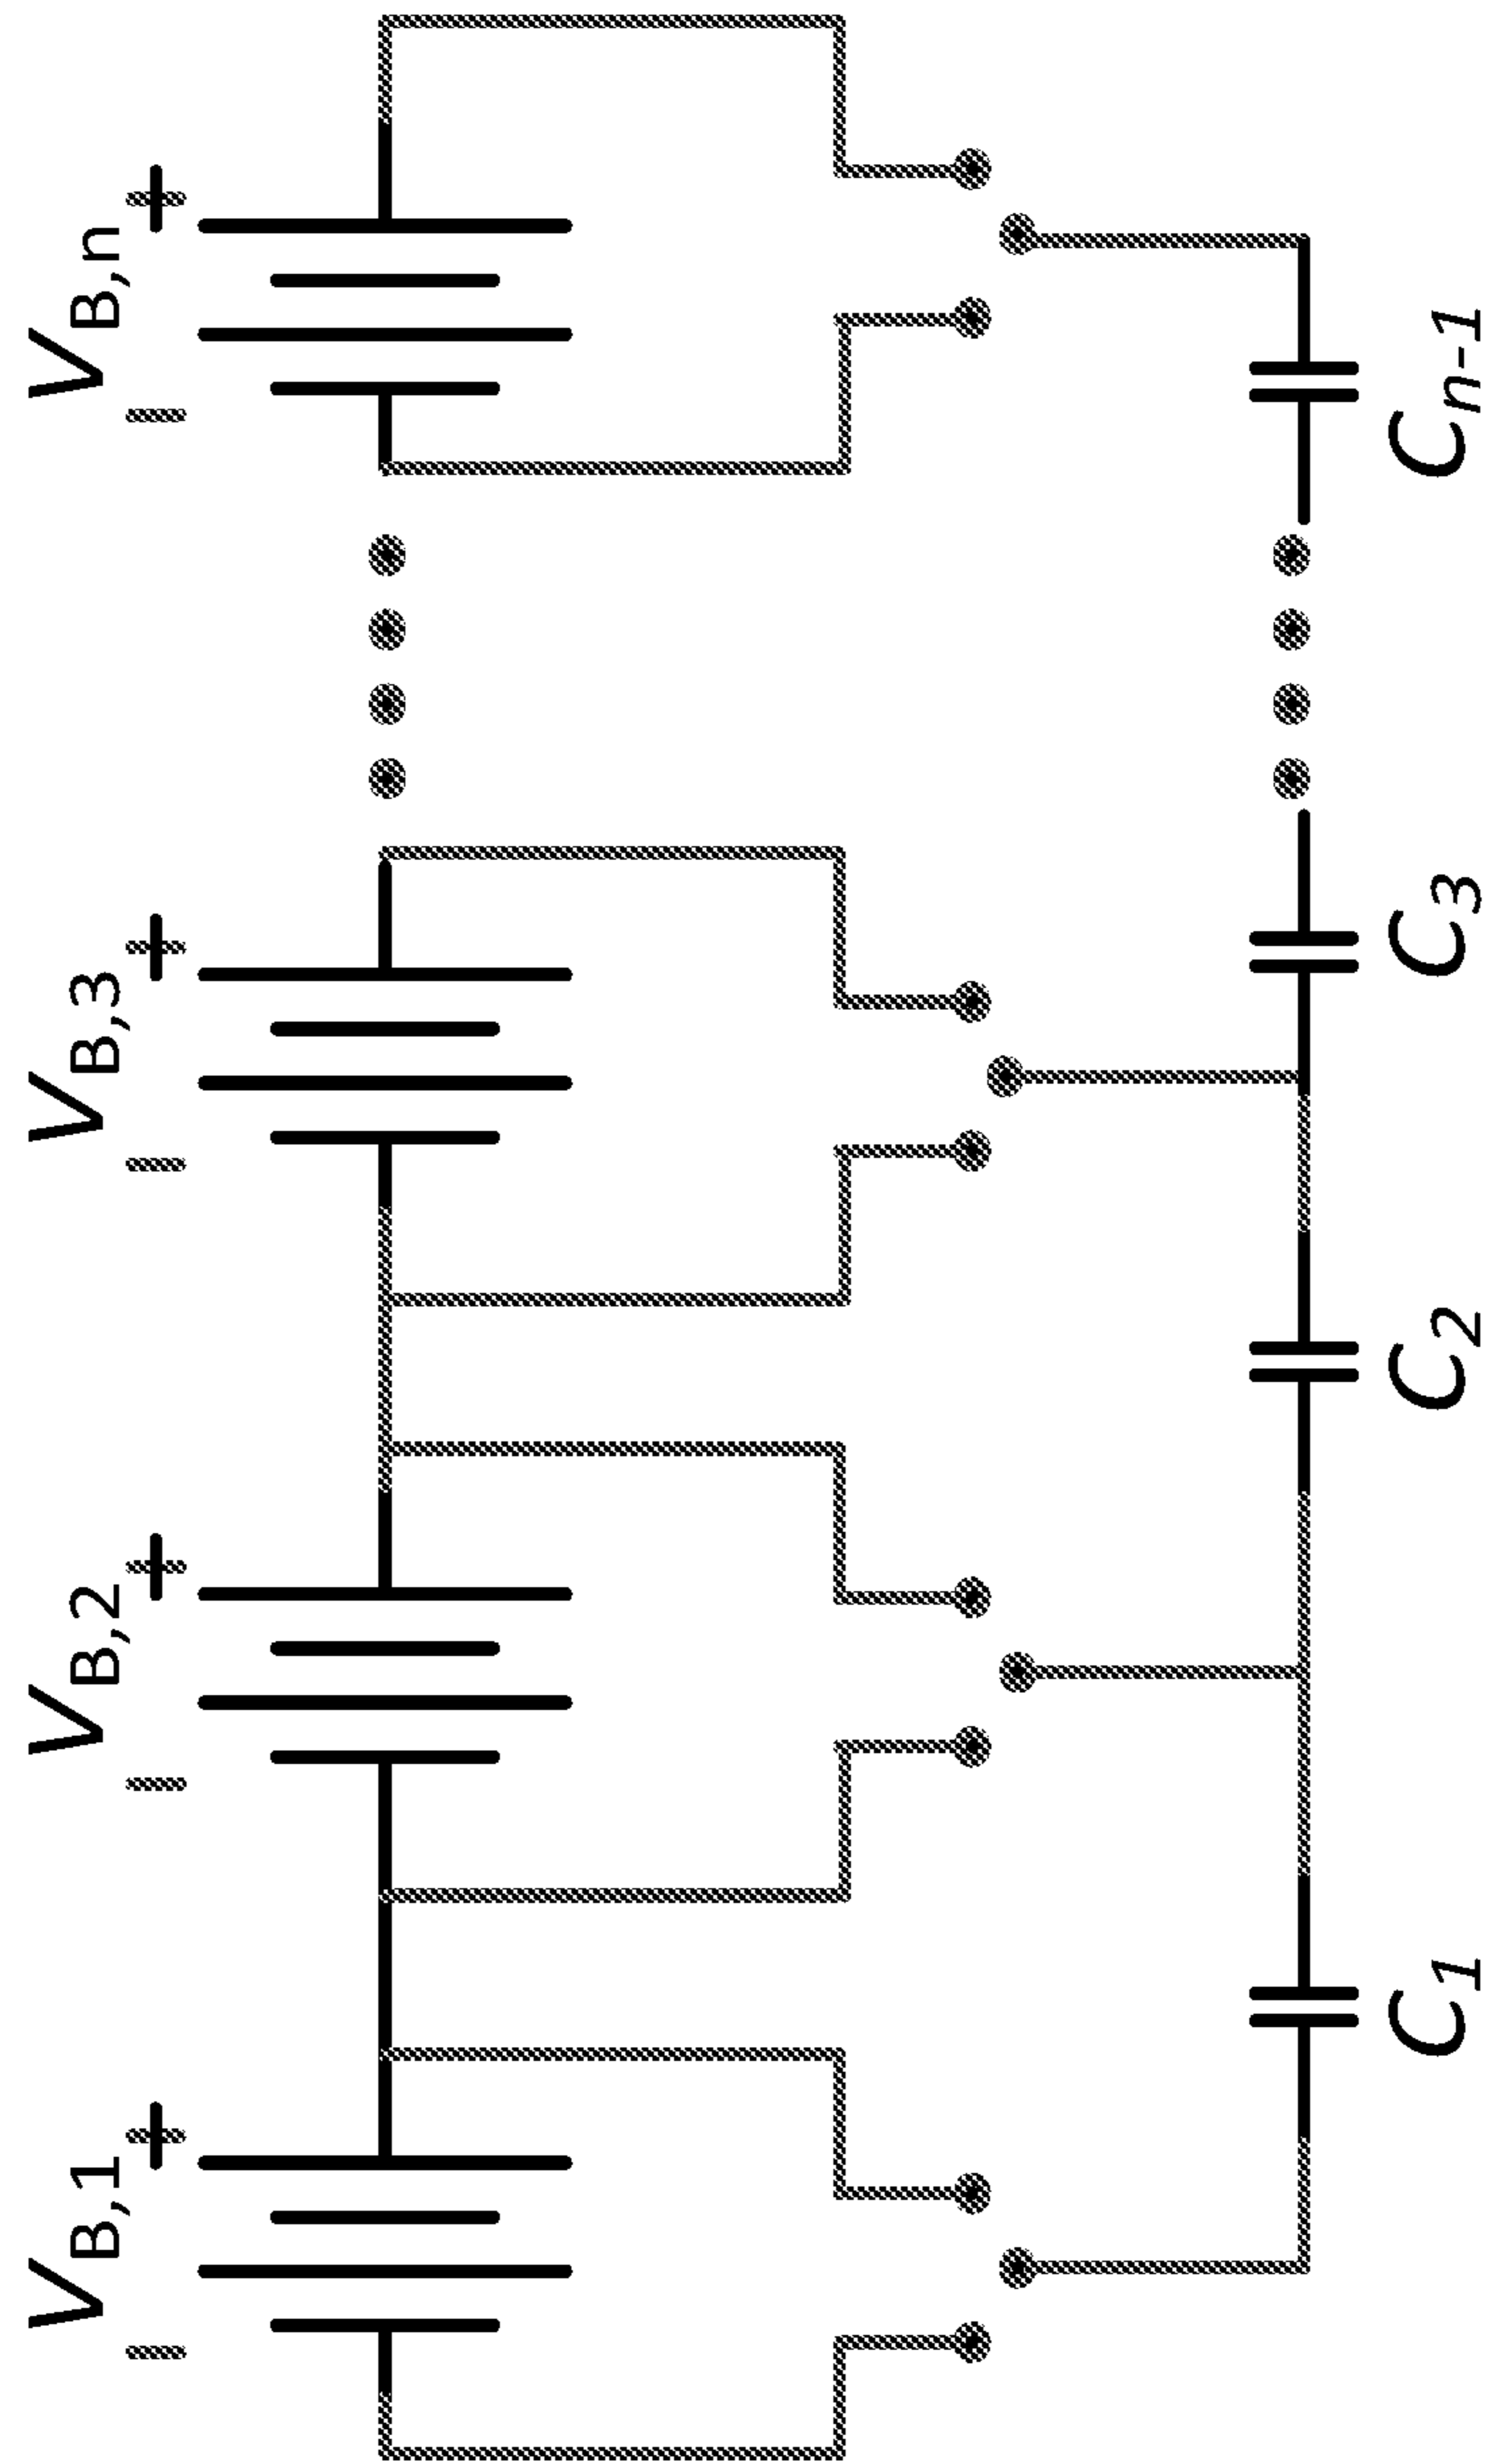 − V_B,1 + − V_B,2 + − V_B,3 + − V_B,n +
C_1 C_2 C_3 C_n-1